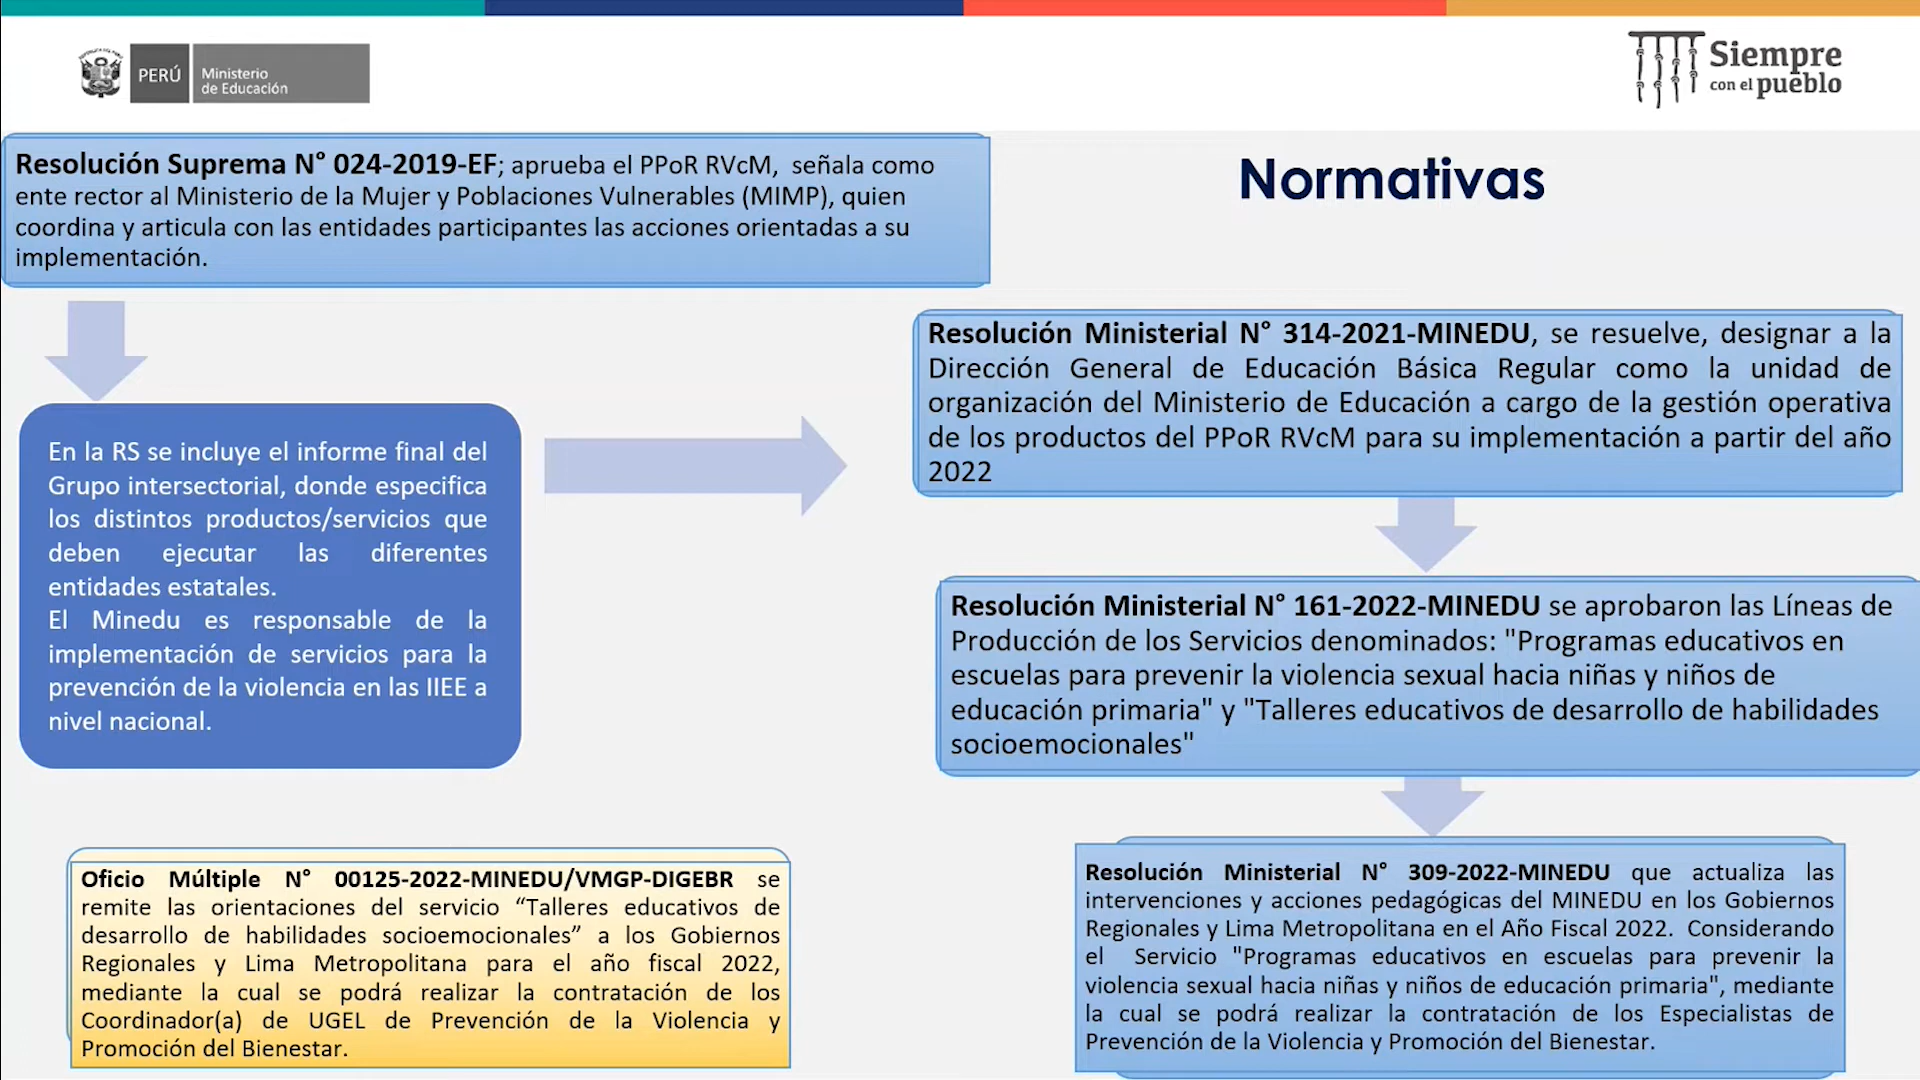 PERÚ
Ministerio
de Educación
Siempre
con el pueblo
Normativas
Resolución Suprema N° 024-2019-EF; aprueba el PPoR RVcM, señala como
ente rector al Ministerio de la Mujer y Poblaciones Vulnerables (MIMP), quien
coordina y articula con las entidades participantes las acciones orientadas a su
implementación.
En la RS se incluye el informe final del
Grupo intersectorial, donde especifica
los distintos productos/servicios que
deben ejecutar las diferentes
entidades estatales.
El Minedu es responsable de la
implementación de servicios para la
prevención de la violencia en las IIEE a
nivel nacional.
Resolución Ministerial N° 314-2021-MINEDU, se resuelve, designar a la
Dirección General de Educación Básica Regular como la unidad de
organización del Ministerio de Educación a cargo de la gestión operativa
de los productos del PPoR RVcM para su implementación a partir del año
2022
Resolución Ministerial N° 161-2022-MINEDU se aprobaron las Líneas de
Producción de los Servicios denominados: "Programas educativos en
escuelas para prevenir la violencia sexual hacia niñas y niños de
educación primaria" y "Talleres educativos de desarrollo de habilidades
socioemocionales"
Oficio Múltiple N° 00125-2022-MINEDU/VMGP-DIGEBR se
remite las orientaciones del servicio “Talleres educativos de
desarrollo de habilidades socioemocionales” a los Gobiernos
Regionales y Lima Metropolitana para el año fiscal 2022,
mediante la cual se podrá realizar la contratación de los
Coordinador(a) de UGEL de Prevención de la Violencia y
Promoción del Bienestar.
Resolución Ministerial N° 309-2022-MINEDU que actualiza las
intervenciones y acciones pedagógicas del MINEDU en los Gobiernos
Regionales y Lima Metropolitana en el Año Fiscal 2022. Considerando
el Servicio "Programas educativos en escuelas para prevenir la
violencia sexual hacia niñas y niños de educación primaria", mediante
la cual se podrá realizar la contratación de los Especialistas de
Prevención de la Violencia y Promoción del Bienestar.